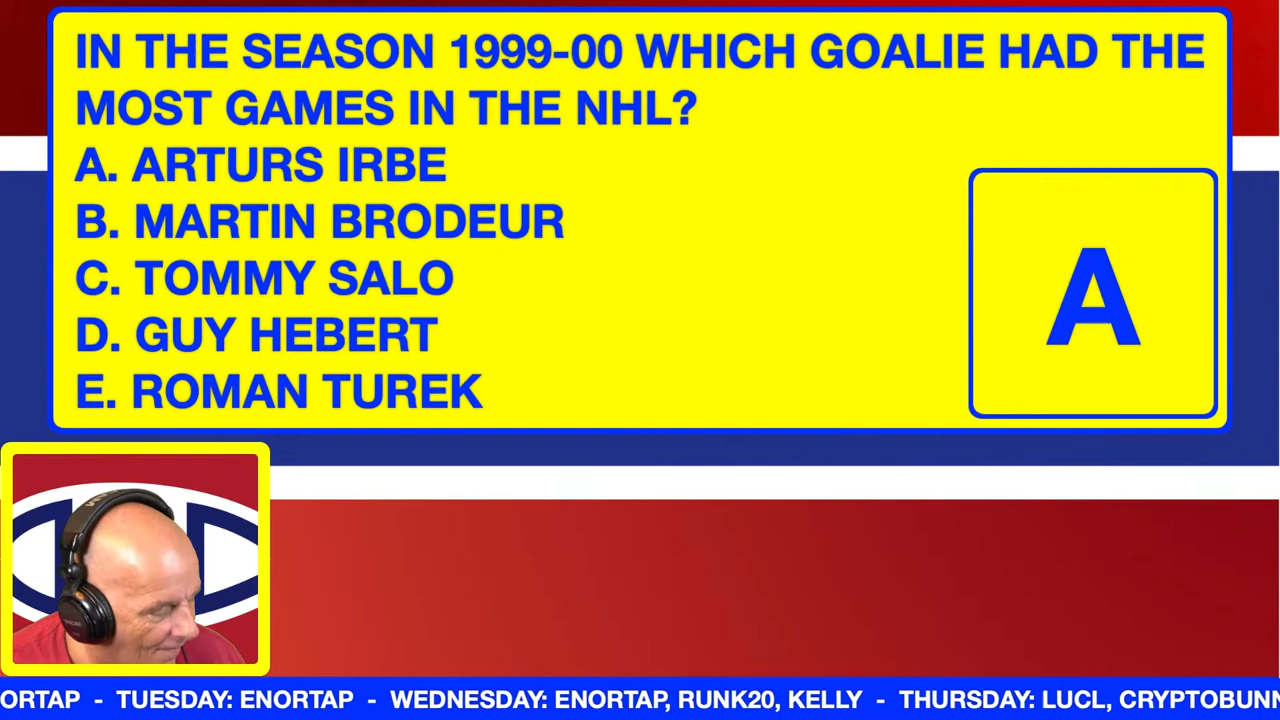 IN THE SEASON 1999-00 WHICH GOALIE HAD THE
MOST GAMES IN THE NHL?
A. ARTURS IRBE
B. MARTIN BRODEUR
C. TOMMY SALO
D. GUY HEBERT
E. ROMAN TUREK
A
ORTAP - TUESDAY: ENORTAP - WEDNESDAY: ENORTAP, RUNK20, KELLY - THURSDAY: LUCL, CRYPTOBUNN